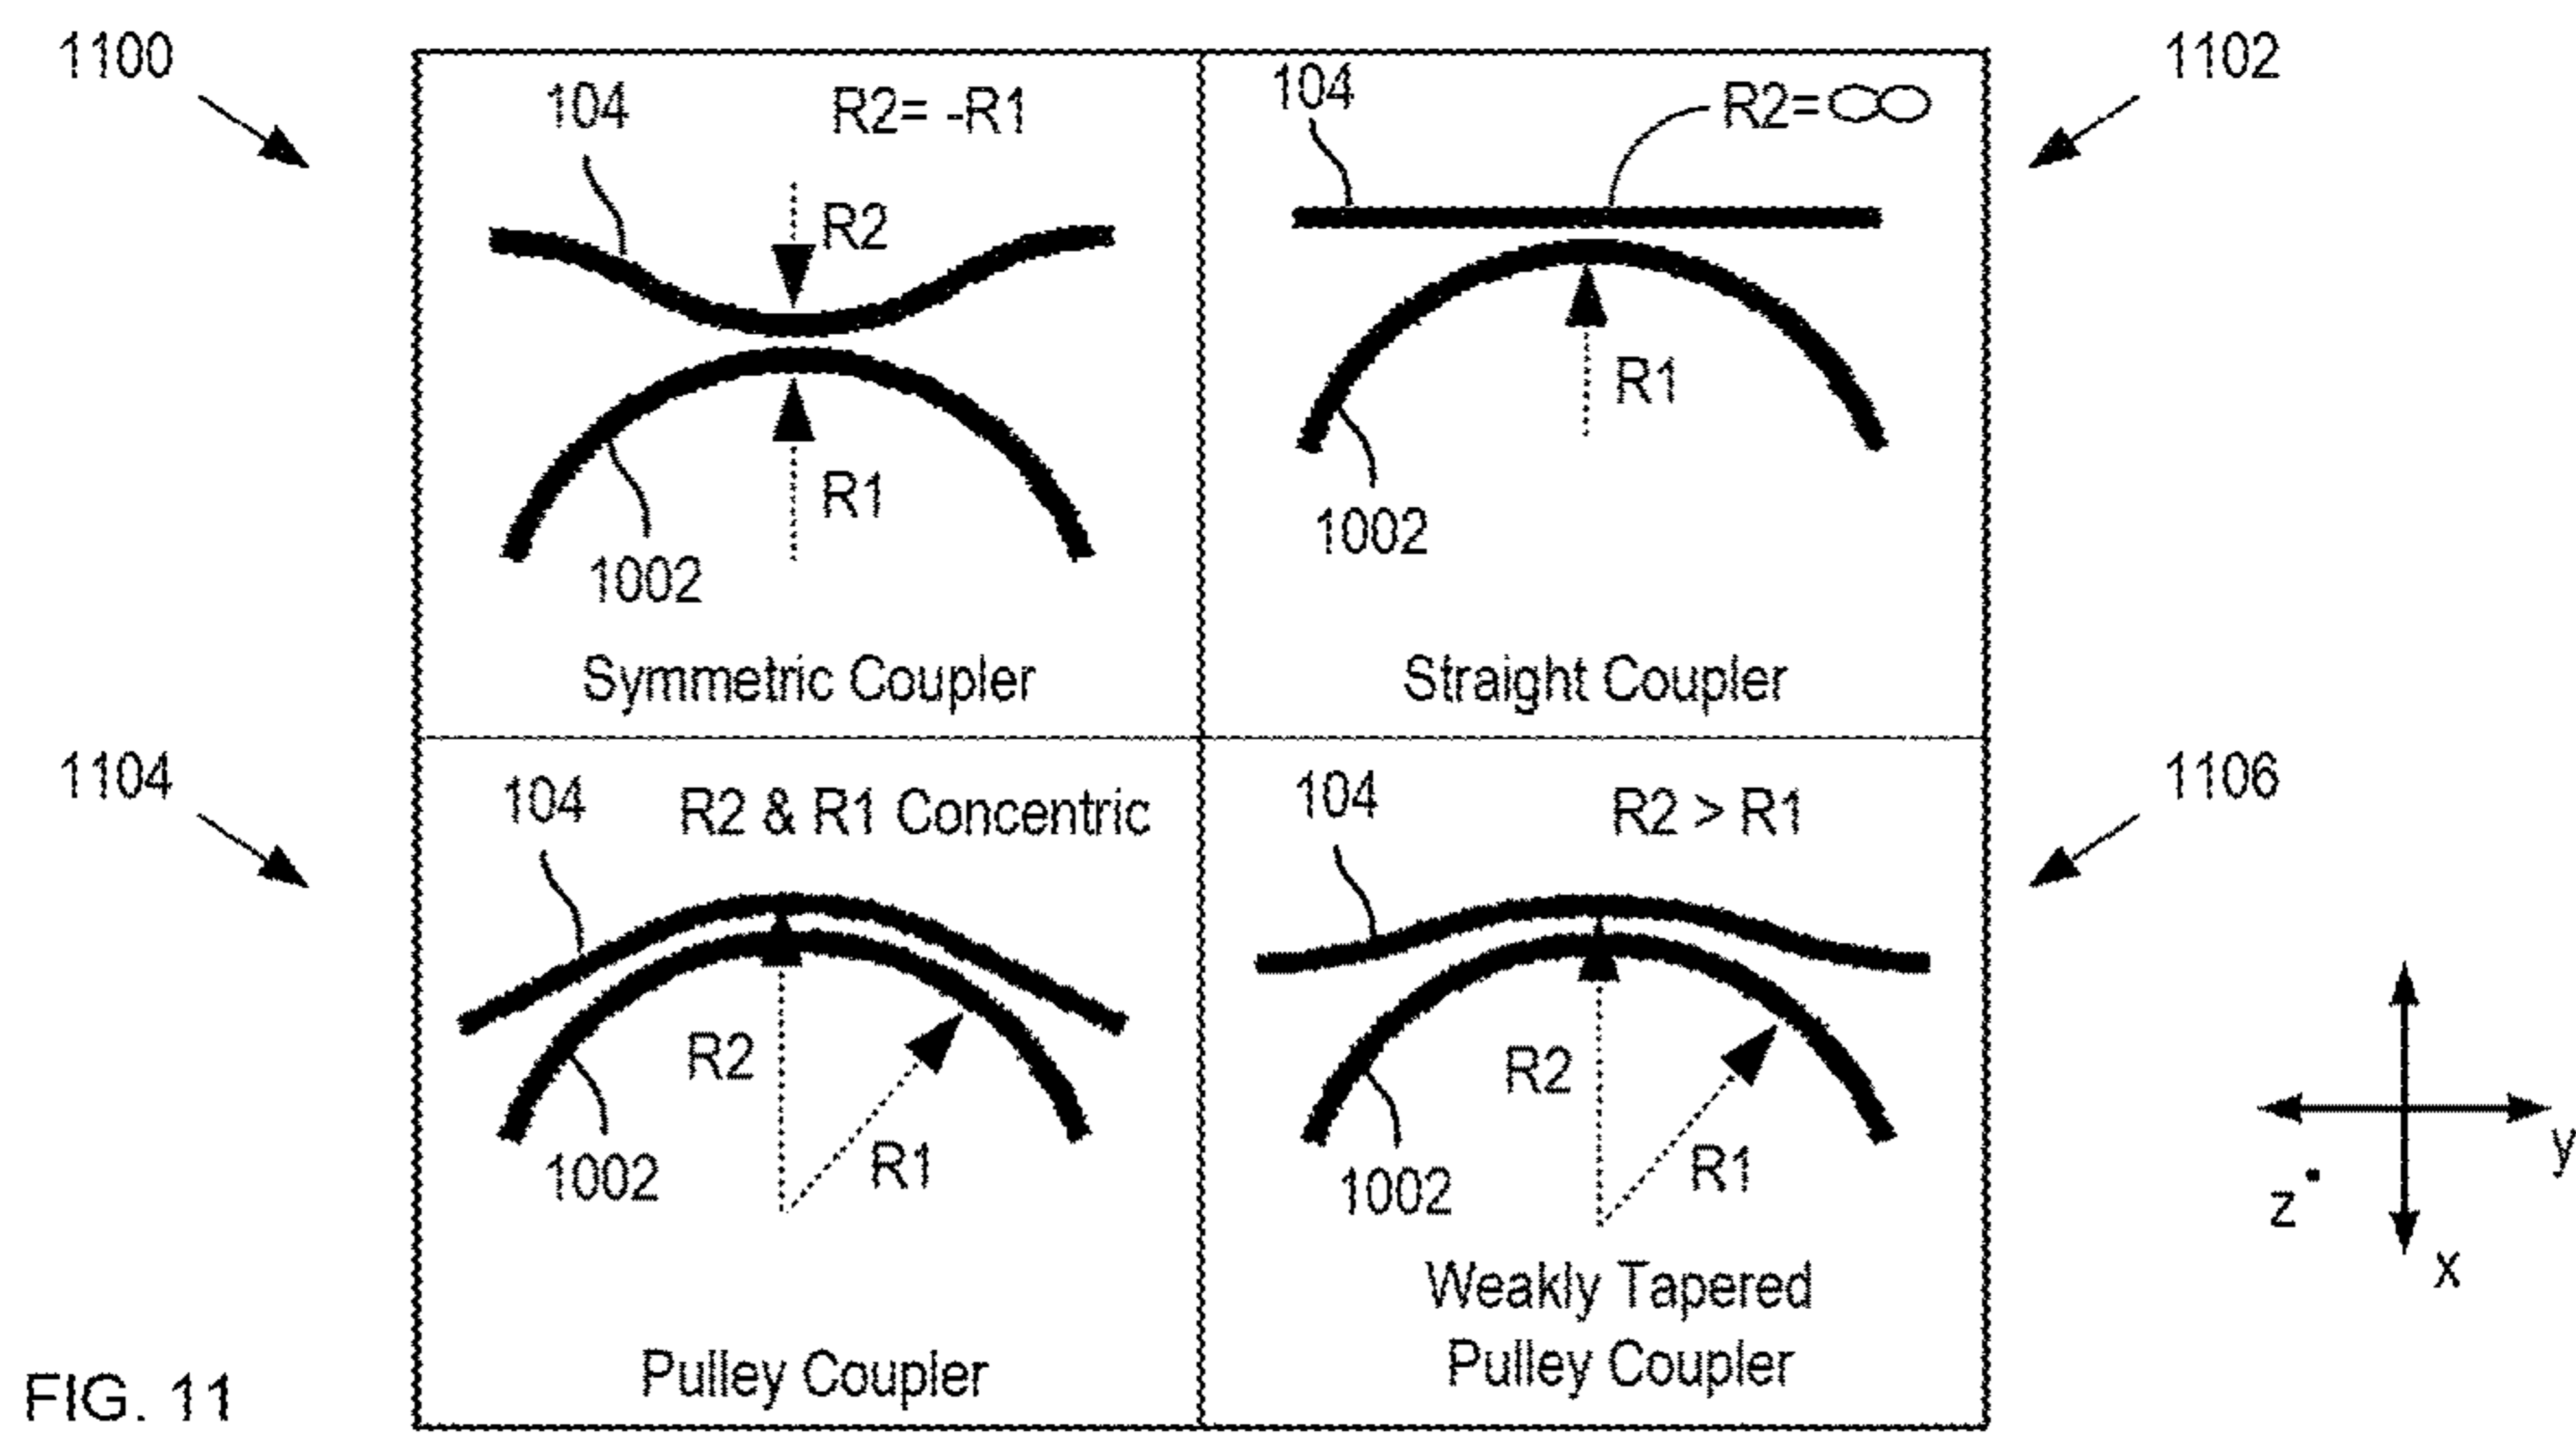 1100
1102
104
R2= -R1
R2
R1
1002
Symmetric Coupler
104
R2=∞
R1
1002
Straight Coupler
1104
1106
104
R2 & R1 Concentric
R2
R1
1002
Pulley Coupler
104
R2 > R1
R2
R1
1002
Weakly Tapered
Pulley Coupler
y
z
x
FIG. 11